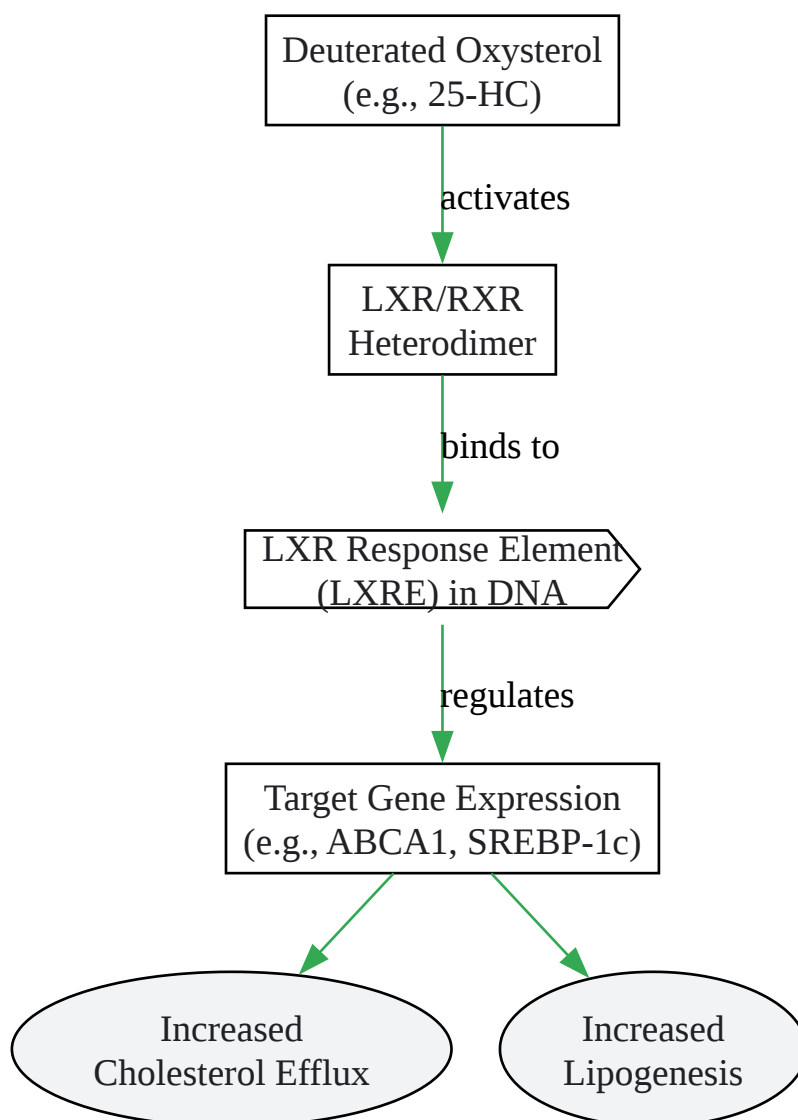 Deuterated Oxysterol
(e.g., 25-HC)
activates
LXR/RXR
Heterodimer
binds to
LXR Response Element
(LXRE) in DNA
regulates
Target Gene Expression
(e.g., ABCA1, SREBP-1c)
Increased
Cholesterol Efflux
Increased
Lipogenesis